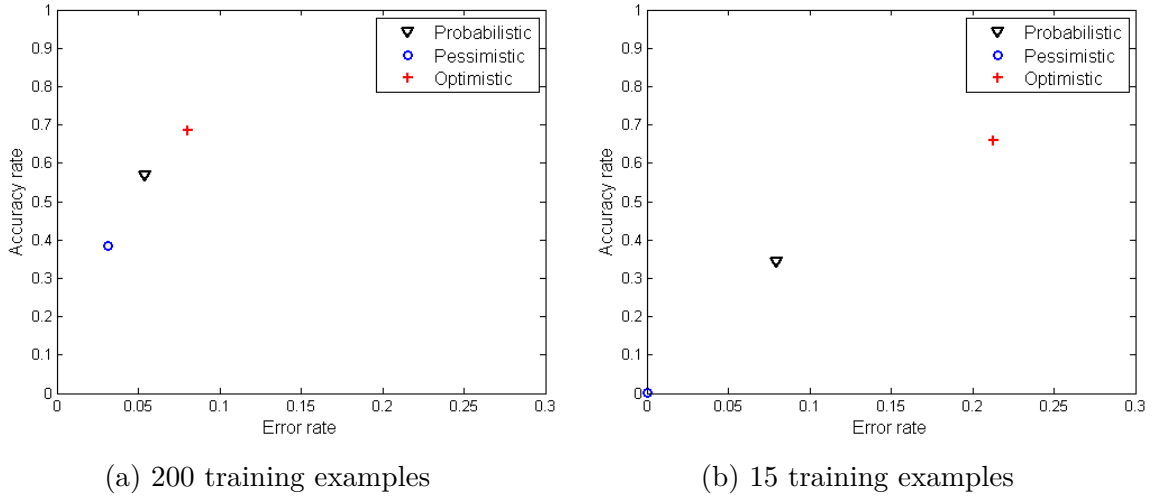 1
0.9
0.8
0.7
0.6
0.5
0.4
0.3
0.2
0.1
0
Accuracy rate
0 0.05 0.1 0.15 0.2 0.25 0.3
Error rate
Probabilistic
Pessimistic
Optimistic
(a) 200 training examples
1
0.9
0.8
0.7
0.6
0.5
0.4
0.3
0.2
0.1
0
Accuracy rate
0 0.05 0.1 0.15 0.2 0.25 0.3
Error rate
Probabilistic
Pessimistic
Optimistic
(b) 15 training examples